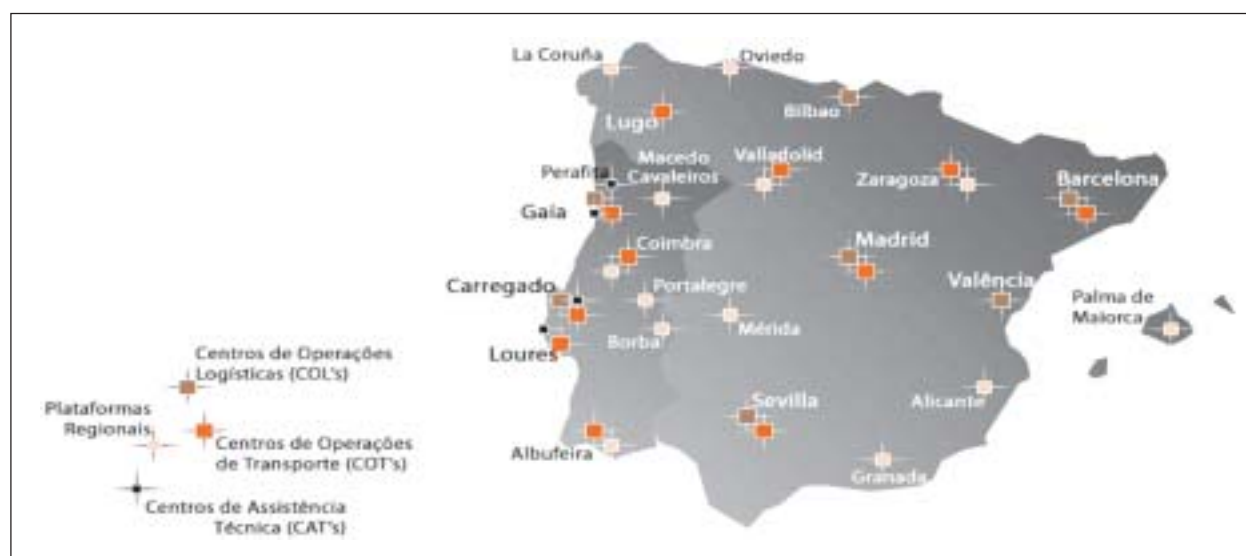 La Coruña
Oviedo
Bilbao
Lugo
Macedo
Cavaleiros
Valladolid
Perafita
Zaragoza
Barcelona
Gaia
Coimbra
Madrid
Carregado
Portalegre
Valência
Palma de
Maiorca
Borba
Mérida
Loures
Centros de Operações
Logísticas (COL's)
Plataformas
Regionais
Sevilla
Alicante
Centros de Operações
de Transporte (COT's)
Albufeira
Granada
Centros de Assistência
Técnica (CAT's)